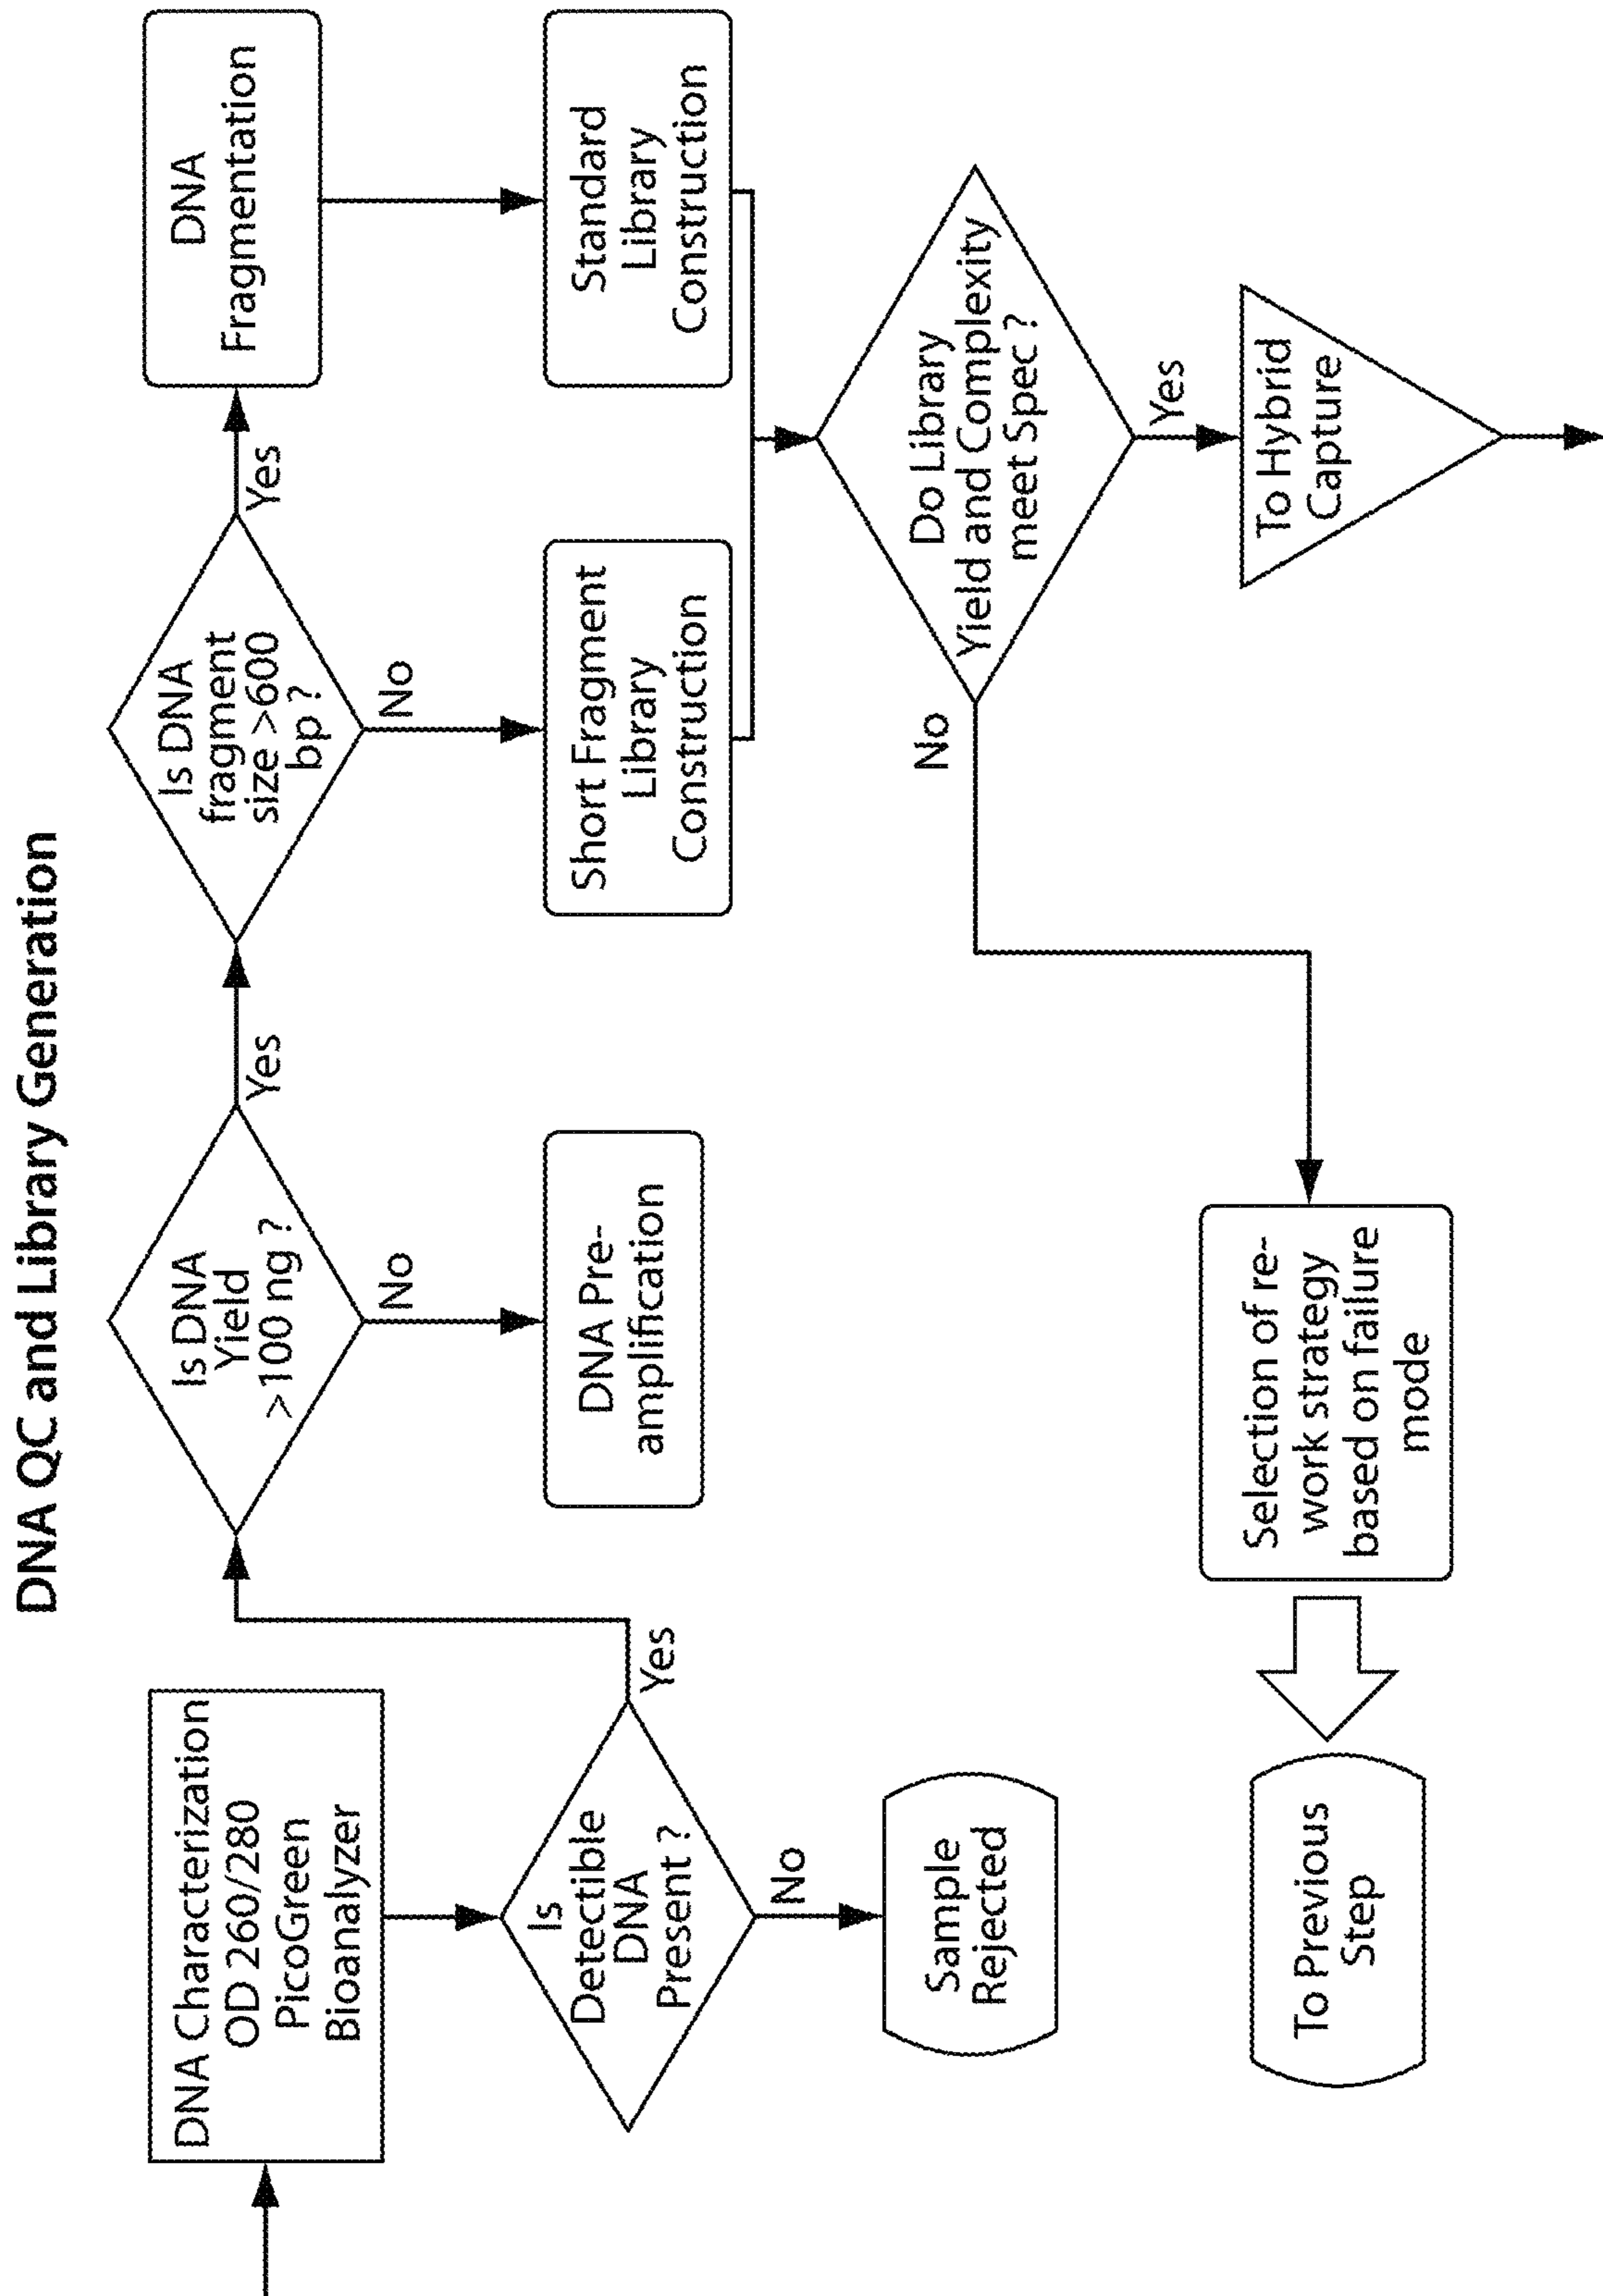 DNA QC and Library Generation
DNA Characterization
OD 260/280
PicoGreen
Bioanalyzer
Is
Detectible
DNA
Present ?
Yes
No
Sample
Rejected
Is DNA
Yield
>100 ng ?
Yes
No
DNA Pre-
amplification
Is DNA
fragment
size >600
bp ?
Yes
No
DNA
Fragmentation
Short Fragment
Library
Construction
Standard
Library
Construction
Do Library
Yield and Complexity
meet Spec ?
No
Yes
To Hybrid
Capture
Selection of re-
work strategy
based on failure
mode
To Previous
Step